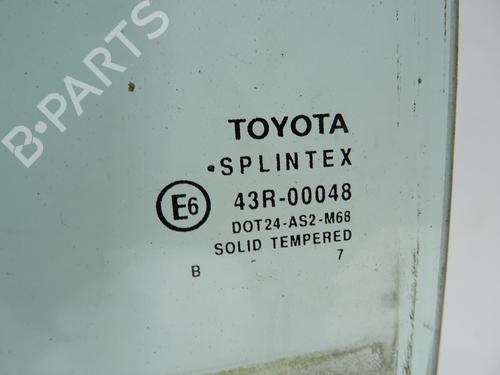 B-PARTS
TOYOTA
SPLINTEX
E6 43R-00048
DOT24-AS2-M68
SOLID TEMPERED
B 7